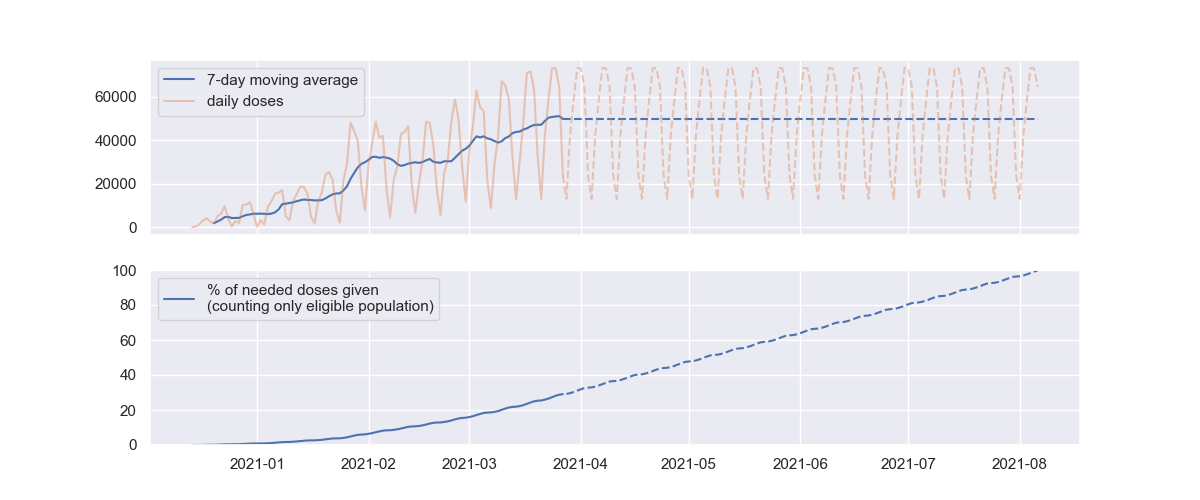 7-day moving average
daily doses
60000
40000
20000
0
% of needed doses given
(counting only eligible population)
100
80
60
40
20
0
2021-01 2021-02 2021-03 2021-04 2021-05 2021-06 2021-07 2021-08